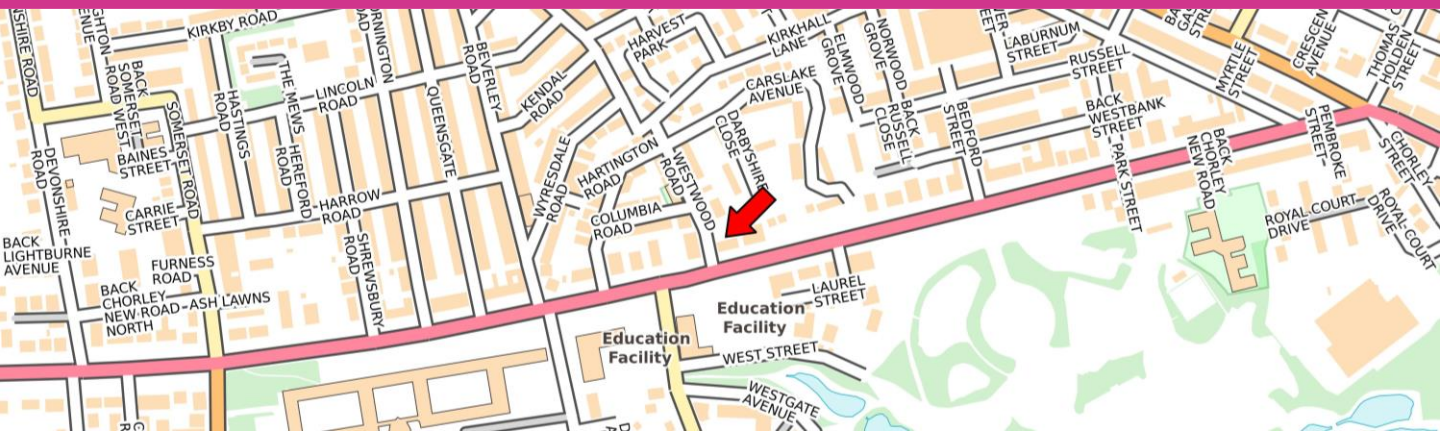 KIRKBY ROAD
BACK
SOMERSET
ROAD WEST
HASTINGS
ROAD
THE MEWS
LINCOLN
ROAD
HEREFORD
ROAD
QUEENSGATE
BEVERLEY
ROAD
KENDAL
ROAD
HARVEST
PARK
KIRKHALL
LANE
CARSLAKE
AVENUE
ELMWOOD
GROVE
NORWOOD
GROVE
BACK
RUSSELL
CLOSE
LABURNUM
STREET
RUSSELL
STREET
BACK
WESTBANK
STREET
BEDFORD
STREET
MYRTLE
STREET
CRESCEN
AVENUE
THOMAS
HOLDEN
STREET
PEMBROKE
STREET
CHORLEY
STREET
DEVONSHIRE
ROAD
BAINES
STREET
SOMERSET ROAD
CARRIE
STREET
HARROW
ROAD
SHREWSBURY
ROAD
WYRESDALE
ROAD
HARTINGTON
ROAD
COLUMBIA
ROAD
WESTWOOD
ROAD
DARBYSHIRE
CLOSE
PARK STREET
BACK
CHORLEY
NEW ROAD
ROYAL COURT
DRIVE
ROYAL COURT
DRIVE
BACK
LIGHTBURNE
AVENUE
FURNESS
ROAD
BACK
CHORLEY
NEW ROAD
NORTH
ASH LAWNS
LAUREL
STREET
Education
Facility
Education
Facility
WEST STREET
WESTGATE
AVENUE